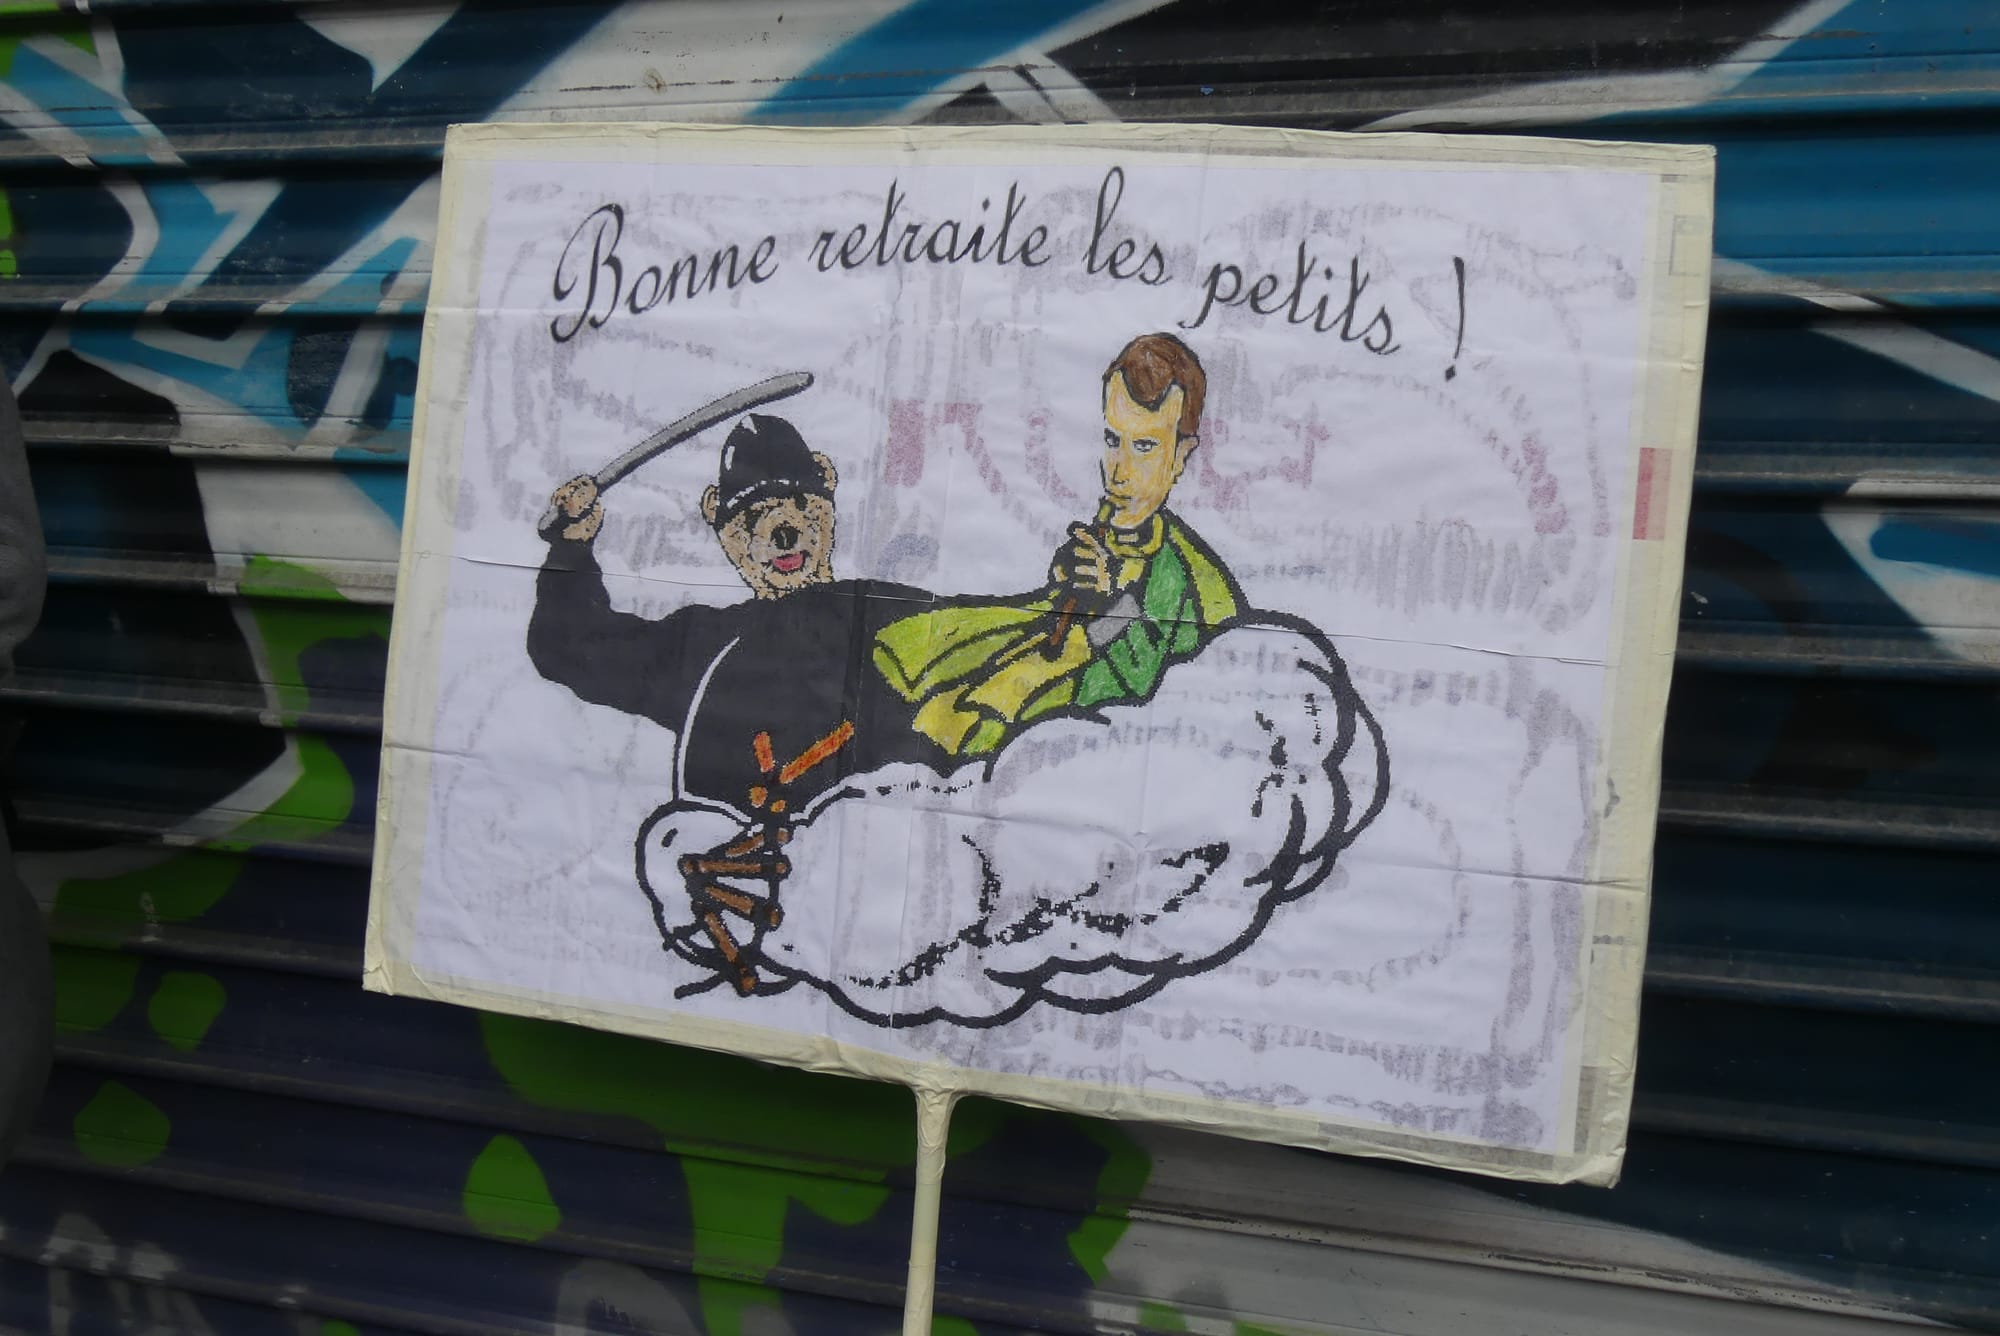 Bonne retraite les petits !